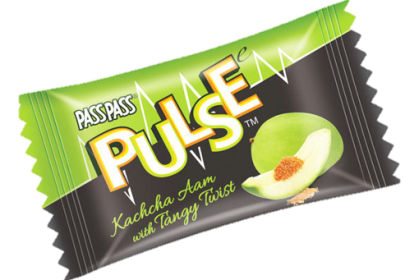 PASS PASS
PULSE
TM
Kachcha Aam
with Tangy Twist